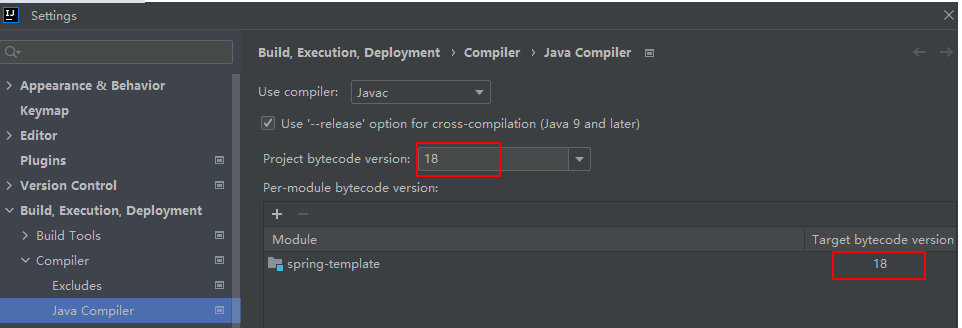 IJ Settings
Build, Execution, Deployment › Compiler › Java Compiler
Appearance & Behavior
Keymap
Editor
Plugins
Version Control
Build, Execution, Deployment
Build Tools
Compiler
Excludes
Java Compiler
Use compiler: Javac
Use '--release' option for cross-compilation (Java 9 and later)
Project bytecode version: 18
Per-module bytecode version:
Module Target bytecode version
spring-template 18